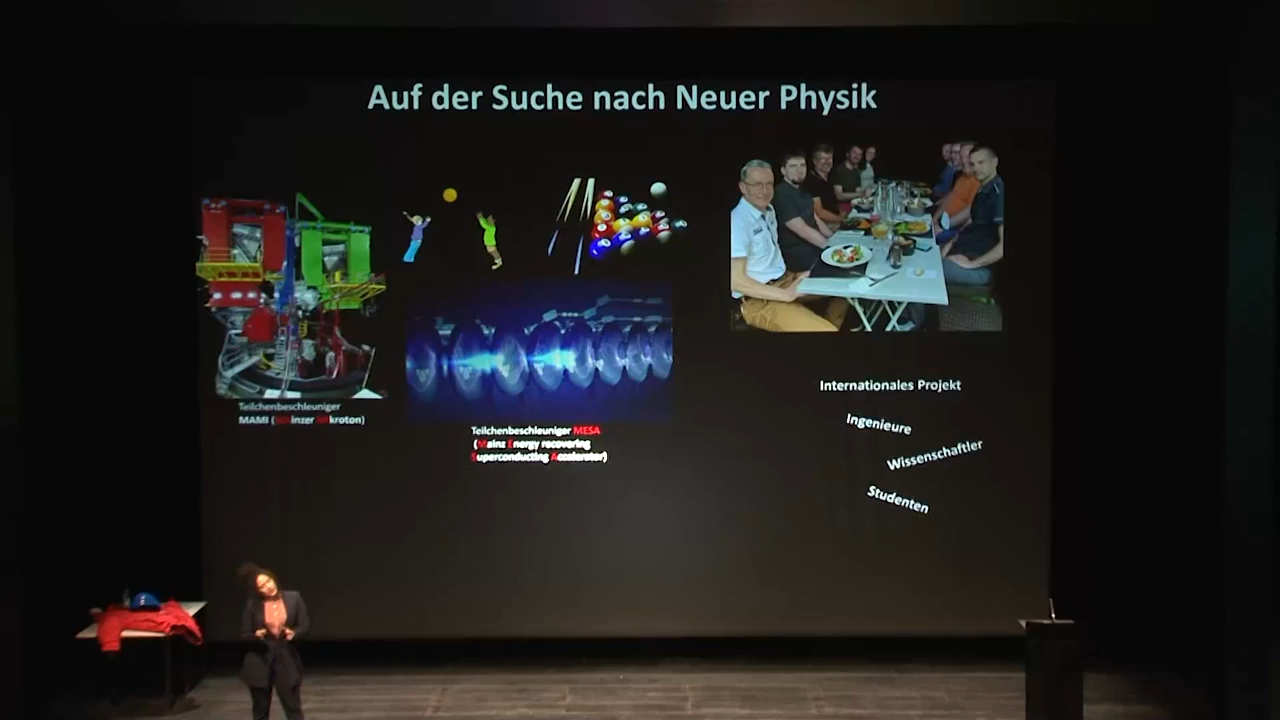 Auf der Suche nach Neuer Physik
Teilchenbeschleuniger
MAMI (MAinzer MIkroton)
Teilchenbeschleuniger MESA
(Mainz Energy recovering
Superconducting Accelerator)
Internationales Projekt
Ingenieure
Wissenschaftler
Studenten